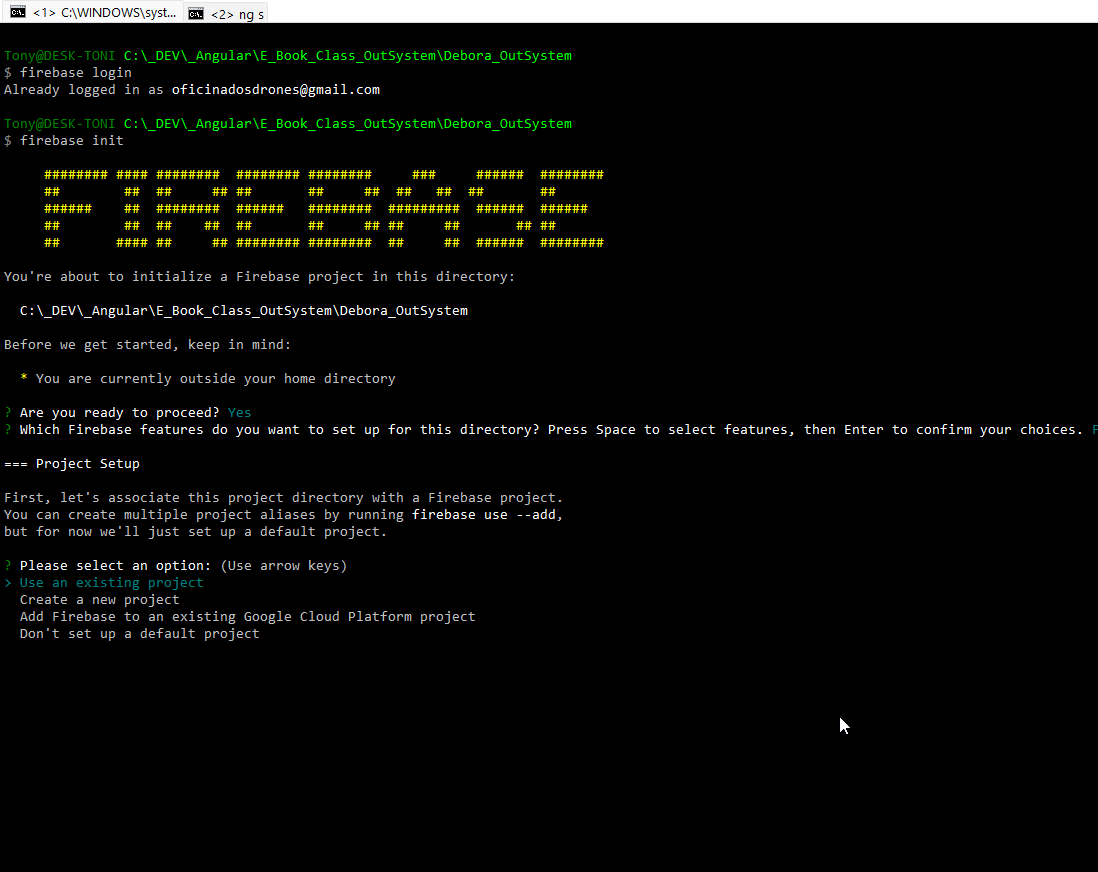 <1> C:\WINDOWS\syst... <2> ng s
Tony@DESK-TONI C:\_DEV\_Angular\E_Book_Class_OutSystem\Debora_OutSystem
$ firebase login
Already logged in as oficinadosdrones@gmail.com
Tony@DESK-TONI C:\_DEV\_Angular\E_Book_Class_OutSystem\Debora_OutSystem
$ firebase init
FIREBASE
You're about to initialize a Firebase project in this directory:
C:\_DEV\_Angular\E_Book_Class_OutSystem\Debora_OutSystem
Before we get started, keep in mind:
* You are currently outside your home directory
? Are you ready to proceed? Yes
? Which Firebase features do you want to set up for this directory? Press Space to select features, then Enter to confirm your choices. F
=== Project Setup
First, let's associate this project directory with a Firebase project.
You can create multiple project aliases by running firebase use --add,
but for now we'll just set up a default project.
? Please select an option: (Use arrow keys)
> Use an existing project
Create a new project
Add Firebase to an existing Google Cloud Platform project
Don't set up a default project